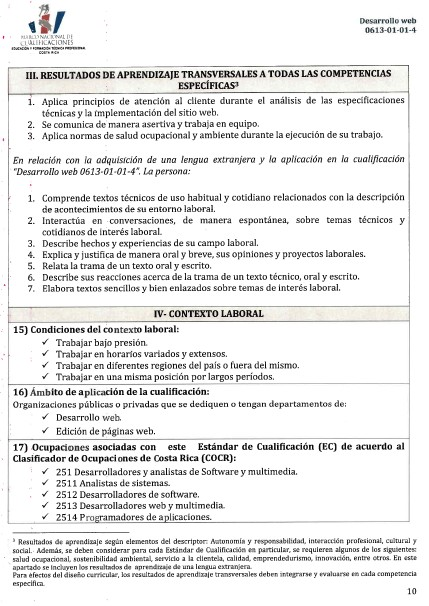 Desarrollo web
0613-01-01-4
MARCO NACIONAL DE
CUALIFICACIONES
EDUCACIÓN Y FORMACIÓN TÉCNICA PROFESIONAL
COSTA RICA
III. RESULTADOS DE APRENDIZAJE TRANSVERSALES A TODAS LAS COMPETENCIAS
ESPECÍFICAS³
1. Aplica principios de atención al cliente durante el análisis de las especificaciones
técnicas y la implementación del sitio web.
2. Se comunica de manera asertiva y trabaja en equipo.
3. Aplica normas de salud ocupacional y ambiente durante la ejecución de su trabajo.
En relación con la adquisición de una lengua extranjera y la aplicación en la cualificación
"Desarrollo web 0613-01-01-4". La persona:
1. Comprende textos técnicos de uso habitual y cotidiano relacionados con la descripción
de acontecimientos de su entorno laboral.
2. Interactúa en conversaciones, de manera espontánea, sobre temas técnicos y
cotidianos de interés laboral.
3. Describe hechos y experiencias de su campo laboral.
4. Explica y justifica de manera oral y breve, sus opiniones y proyectos laborales.
5. Relata la trama de un texto oral y escrito.
6. Describe sus reacciones acerca de la trama de un texto técnico, oral y escrito.
7. Elabora textos sencillos y bien enlazados sobre temas de interés laboral.
IV- CONTEXTO LABORAL
15) Condiciones del contexto laboral:
✓ Trabajar bajo presión.
✓ Trabajar en horarios variados y extensos.
✓ Trabajar en diferentes regiones del país o fuera del mismo.
✓ Trabajar en una misma posición por largos períodos.
16) Ámbito de aplicación de la cualificación:
Organizaciones públicas o privadas que se dediquen o tengan departamentos de:
✓ Desarrollo web.
✓ Edición de páginas web.
17) Ocupaciones asociadas con este Estándar de Cualificación (EC) de acuerdo al
Clasificador de Ocupaciones de Costa Rica (COCR):
✓ 251 Desarrolladores y analistas de Software y multimedia.
✓ 2511 Analistas de sistemas.
✓ 2512 Desarrolladores de software.
✓ 2513 Desarrolladores web y multimedia.
✓ 2514 Programadores de aplicaciones.
³ Resultados de aprendizaje según elementos del descriptor: Autonomía y responsabilidad, interacción profesional, cultural y
social. Además, se deben considerar para cada Estándar de Cualificación en particular, se requieren algunos de los siguientes:
salud ocupacional, sostenibilidad ambiental, servicio a la clientela, calidad, emprendedurismo, innovación, entre otros. En este
apartado se incluyen los resultados de aprendizaje de una lengua extranjera.
Para efectos del diseño curricular, los resultados de aprendizaje transversales deben integrarse y evaluarse en cada competencia
específica.
10